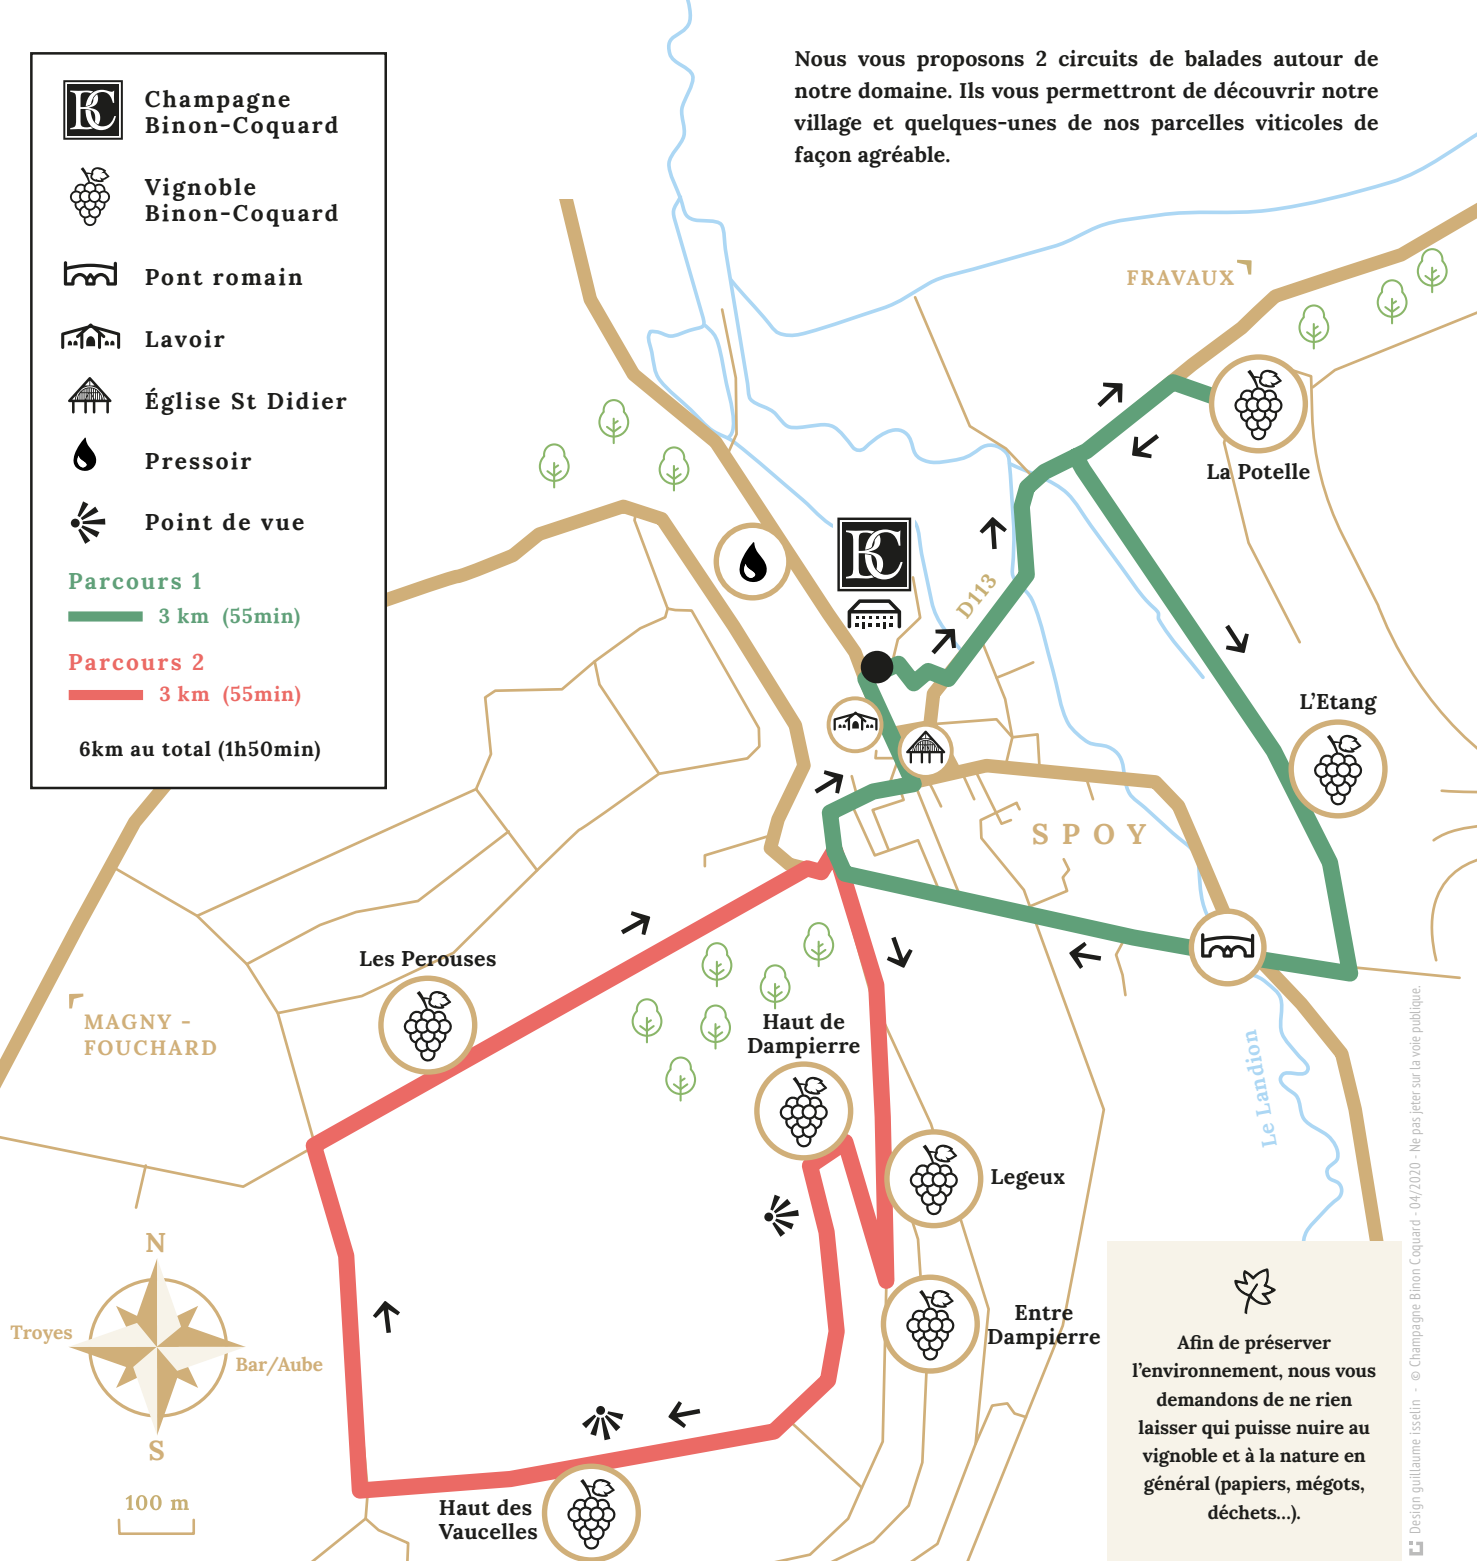 BC
Champagne
Binon-Coquard
Vignoble
Binon-Coquard
Pont romain
Lavoir
Église St Didier
Pressoir
Point de vue
Parcours 1
3 km (55min)
Parcours 2
3 km (55min)
6km au total (1h50min)
Nous vous proposons 2 circuits de balades autour de
notre domaine. Ils vous permettront de découvrir notre
village et quelques-unes de nos parcelles viticoles de
façon agréable.
FRAVAUX
La Potelle
BC
D113
L'Etang
SPOY
Les Perouses
MAGNY -
FOUCHARD
Haut de
Dampierre
Legeux
Le Landion
Entre
Dampierre
N
Troyes
Bar/Aube
S
100 m
Haut des
Vaucelles
Afin de préserver
l'environnement, nous vous
demandons de ne rien
laisser qui puisse nuire au
vignoble et à la nature en
général (papiers, mégots,
déchets...).
Design guillaume isselin - © Champagne Binon Coquard - 04/2020 - Ne pas jeter sur la voie publique.